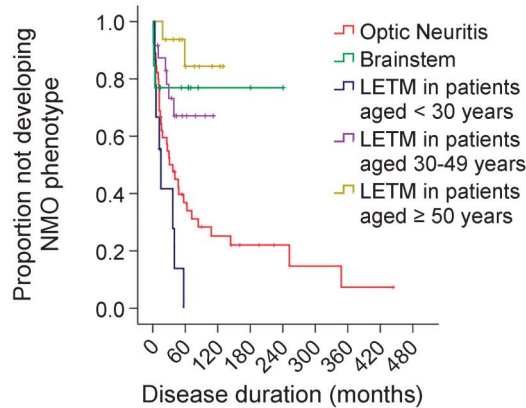 1.0
0.8
0.6
0.4
0.2
0.0
Proportion not developing
NMO phenotype
0
60
120
180
240
300
360
420
480
Disease duration (months)
Optic Neuritis
Brainstem
LETM in patients
aged < 30 years
LETM in patients
aged 30-49 years
LETM in patients
aged ≥ 50 years